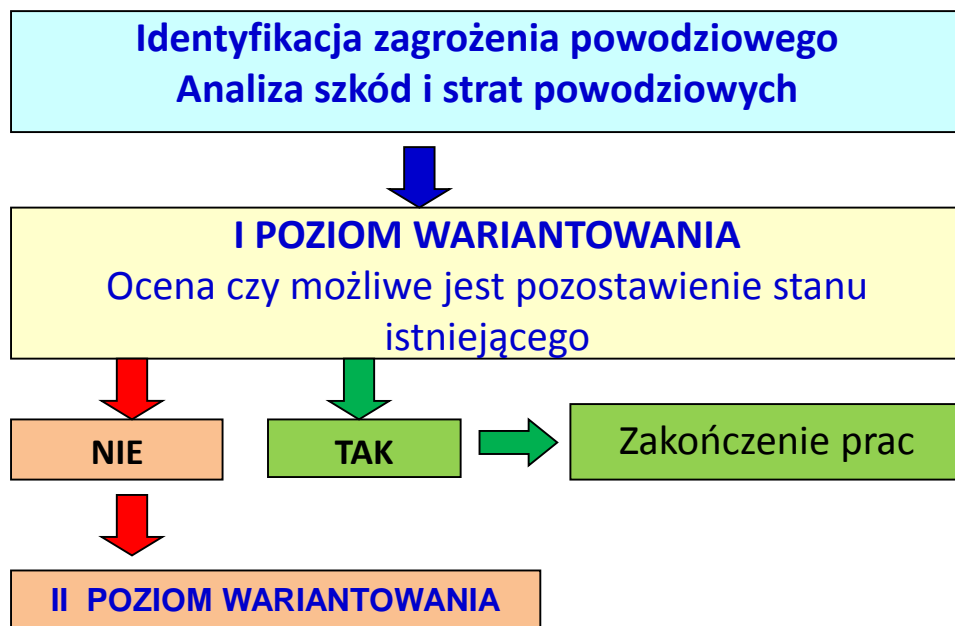 Identyfikacja zagrożenia powodziowego
Analiza szkód i strat powodziowych
I POZIOM WARIANTOWANIA
Ocena czy możliwe jest pozostawienie stanu
istniejącego
NIE
TAK
Zakończenie prac
II POZIOM WARIANTOWANIA